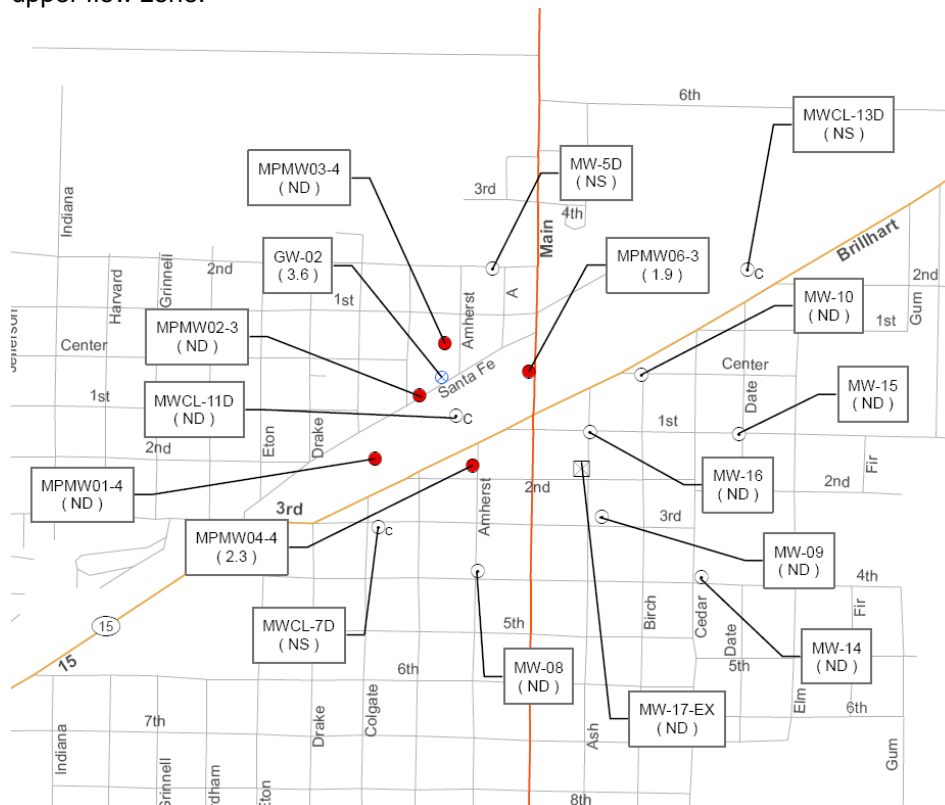 upper flow zone.
6th
MWCL-13D
( NS )
MPMW03-4
( ND )
MW-5D
( NS )
3rd
4th
Indiana
Main
Brillhart
GW-02
( 3.6 )
MPMW06-3
( 1.9 )
2nd
Grinnell
Harvard
1st
A
Amherst
C
2nd
Gum
MW-10
( ND )
1st
MPMW02-3
( ND )
Center
Santa Fe
Center
Date
MW-15
( ND )
MWCL-11D
( ND )
1st
C
1st
Eton
Drake
2nd
Fir
MW-16
( ND )
MPMW01-4
( ND )
2nd
2nd
3rd
Amherst
3rd
MPMW04-4
( 2.3 )
C
MW-09
( ND )
4th
Birch
Cedar
Date
Fir
15
MWCL-7D
( NS )
5th
MW-14
( ND )
15
6th
5th
MW-08
( ND )
Elm
6th
MW-17-EX
( ND )
7th
Indiana
Drake
Colgate
Ash
Gum
Grinnell
rdham
Eton
8th